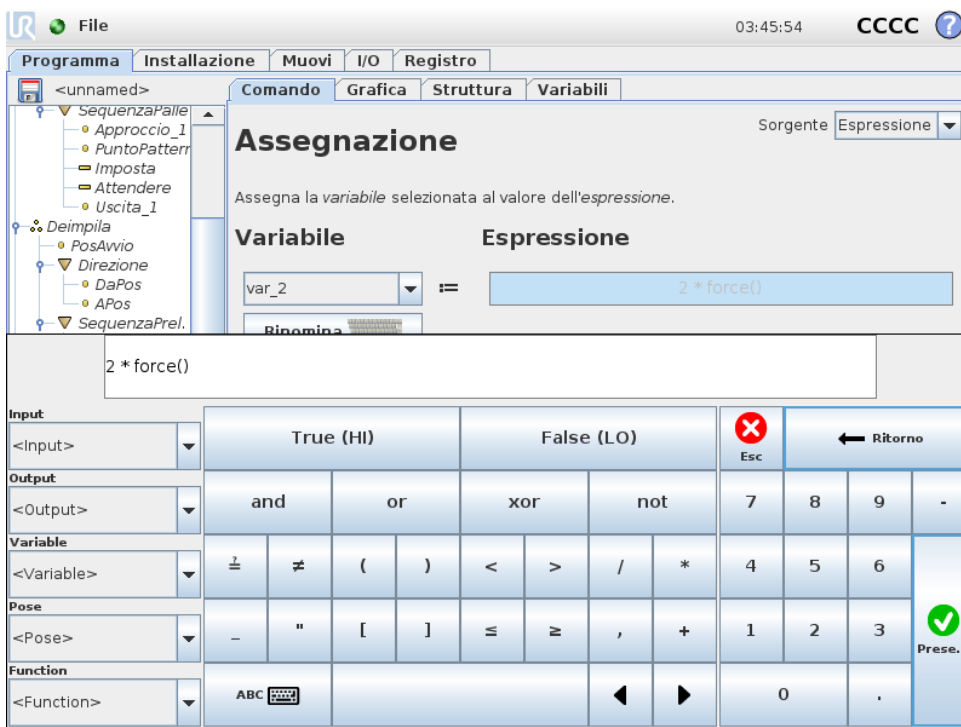 UR File 03:45:54 CCCC ?
Programma Installazione Muovi I/O Registro
<unnamed> Comando Grafica Struttura Variabili
SequenzaPalle
Approccio_1
PuntoPattern
Imposta
Attendere
Uscita_1
Deimpila
PosAvvio
Direzione
DaPos
APos
SequenzaPrel.
Assegnazione
Sorgente Espressione
Assegna la variabile selezionata al valore dell'espressione.
Variabile Espressione
var_2 := 2 * force()
Rinomina
2 * force()
Input
<Input>
Output
<Output>
Variable
<Variable>
Pose
<Pose>
Function
<Function>
True (HI) False (LO) Esc Ritorno
and or xor not 7 8 9 -
≟ ≠ ( ) < > / * 4 5 6
_ " [ ] ≤ ≥ , + 1 2 3 Prese.
ABC 0 .